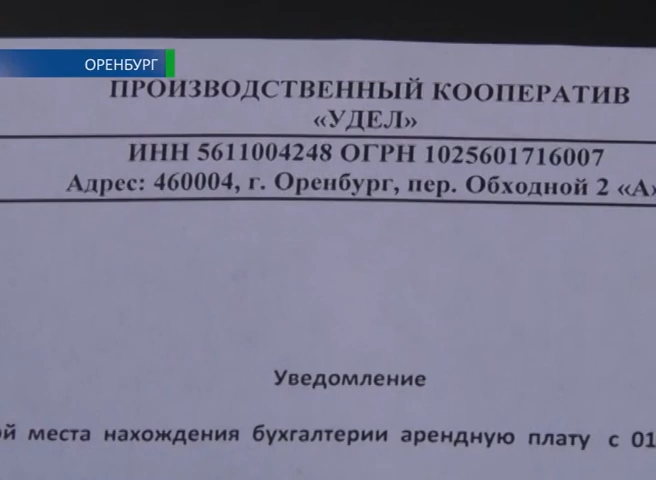 ОРЕНБУРГ
ПРОИЗВОДСТВЕННЫЙ КООПЕРАТИВ
«УДЕЛ»
ИНН 5611004248 ОГРН 1025601716007
Адрес: 460004, г. Оренбург, пер. Обходной 2 «А»
Уведомление
места нахождения бухгалтерии арендную плату с 01